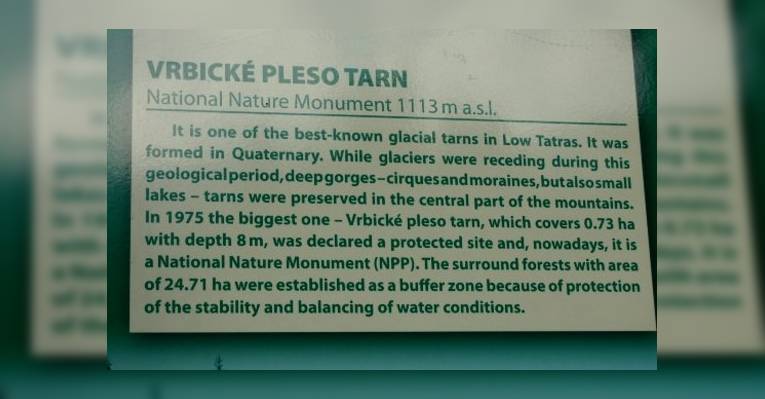 VRBICKÉ PLESO TARN
National Nature Monument 1113 m a.s.l.
It is one of the best-known glacial tarns in Low Tatras. It was
formed in Quaternary. While glaciers were receding during this
geological period, deep gorges – cirques and moraines, but also small
lakes – tarns were preserved in the central part of the mountains.
In 1975 the biggest one – Vrbické pleso tarn, which covers 0.73 ha
with depth 8 m, was declared a protected site and, nowadays, it is
a National Nature Monument (NPP). The surround forests with area
of 24.71 ha were established as a buffer zone because of protection
of the stability and balancing of water conditions.